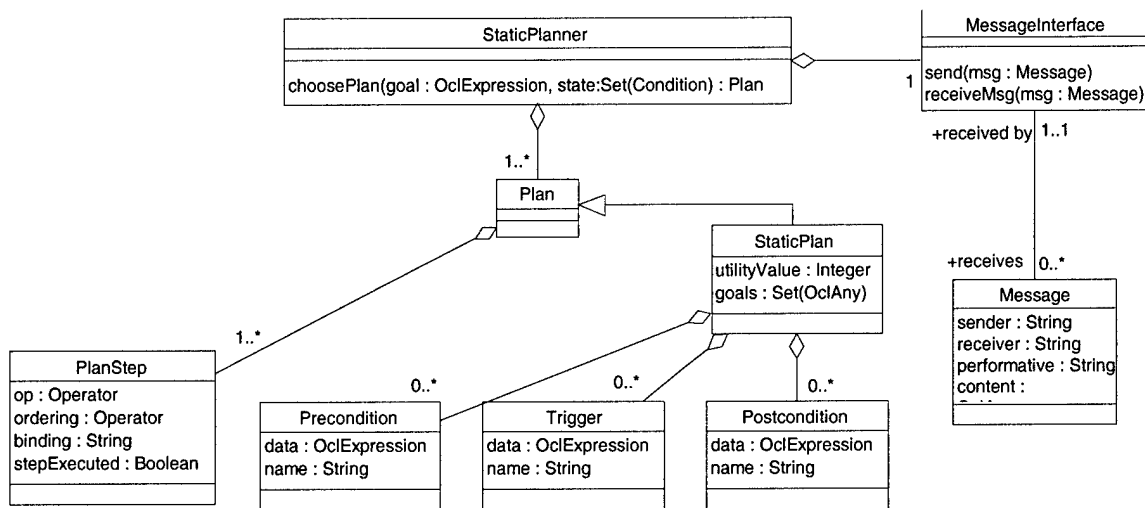 StaticPlanner
choosePlan(goal : OclExpression, state:Set(Condition) : Plan
MessageInterface
send(msg : Message)
receiveMsg(msg : Message)
1
+received by 1..1
1..*
Plan
StaticPlan
utilityValue : Integer
goals : Set(OclAny)
+receives 0..*
Message
sender : String
receiver : String
performative : String
content :
1..*
PlanStep
op : Operator
ordering : Operator
binding : String
stepExecuted : Boolean
0..*
Precondition
data : OclExpression
name : String
0..*
Trigger
data : OclExpression
name : String
0..*
Postcondition
data : OclExpression
name : String